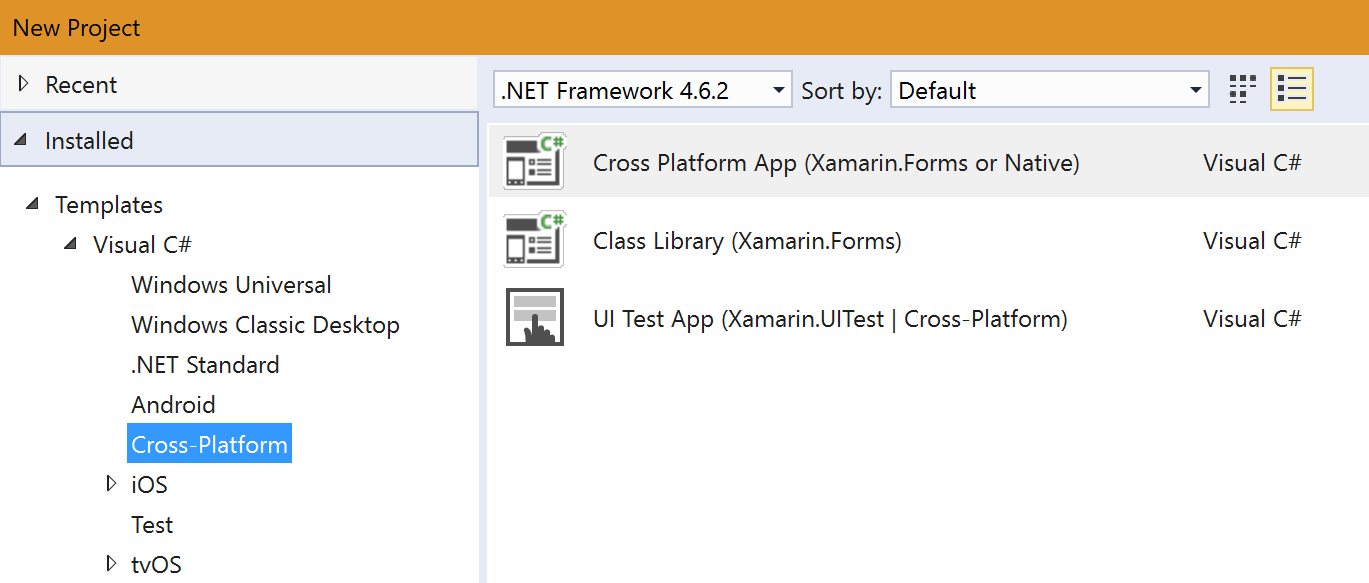 New Project
Recent
Installed
Templates
Visual C#
Windows Universal
Windows Classic Desktop
.NET Standard
Android
Cross-Platform
iOS
Test
tvOS
.NET Framework 4.6.2 Sort by: Default
C# Cross Platform App (Xamarin.Forms or Native) Visual C#
C# Class Library (Xamarin.Forms) Visual C#
UI Test App (Xamarin.UITest | Cross-Platform) Visual C#